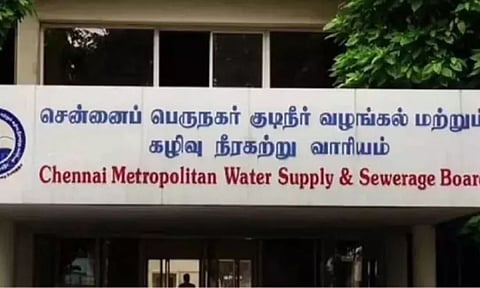 சென்னைப் பெருநகர் குடிநீர் வழங்கல் மற்றும்
கழிவு நீரகற்று வாரியம்
Chennai Metropolitan Water Supply & Sewerage Board